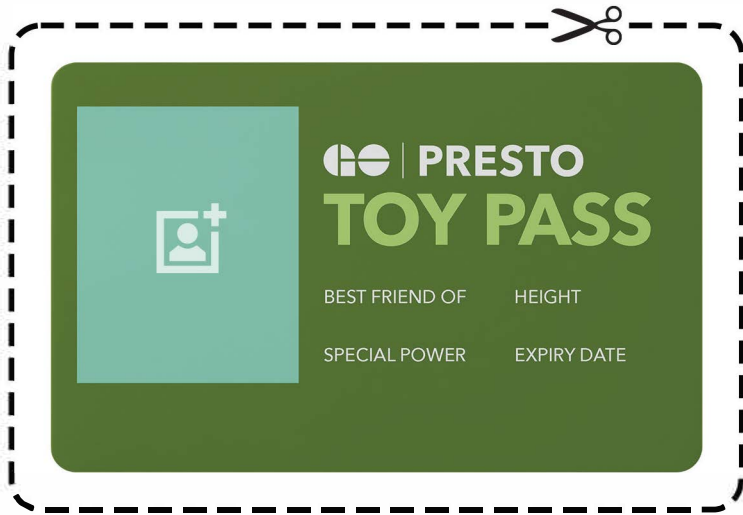 GO | PRESTO
TOY PASS
BEST FRIEND OF HEIGHT
SPECIAL POWER EXPIRY DATE